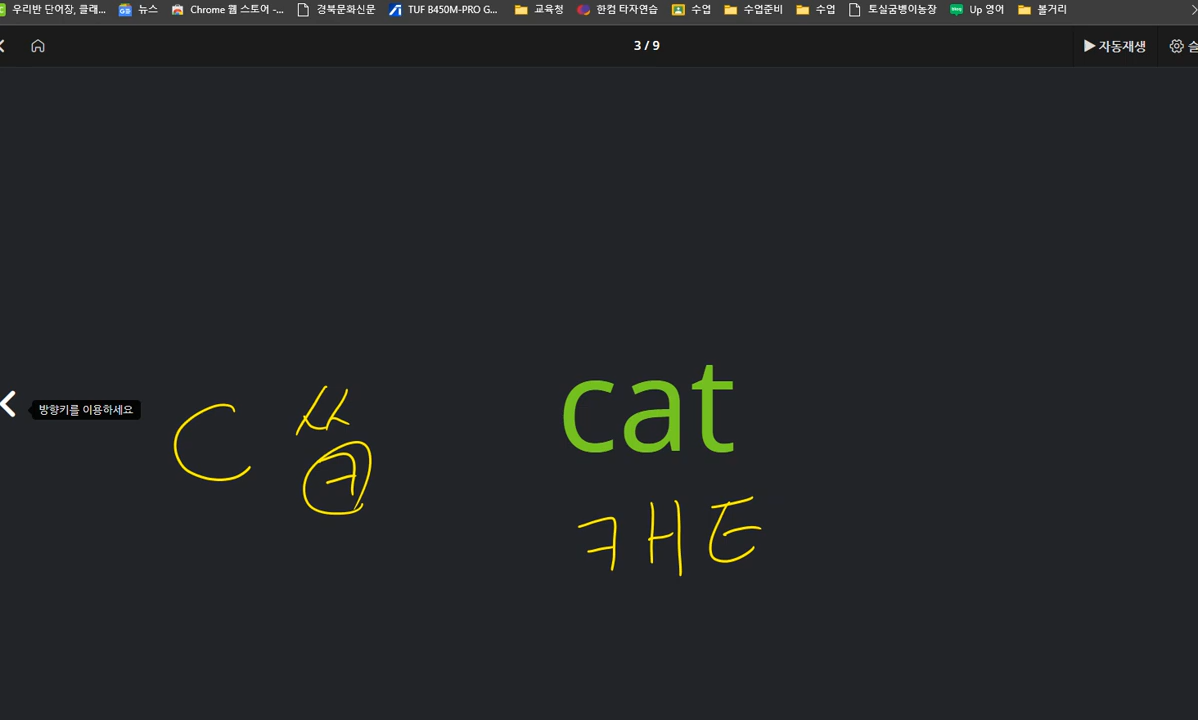 우리반 단어장, 클래... 뉴스 Chrome 웹 스토어 -... 경북문화신문 TUF B450M-PRO G... 교육청 한컴 타자연습 수업 수업준비 수업 토실굼벵이농장 Up 영어 볼거리
3 / 9 ▶ 자동재생 슬
방향키를 이용하세요
cat
C ㅆ
ㅋ
ㅋㅐㅌ